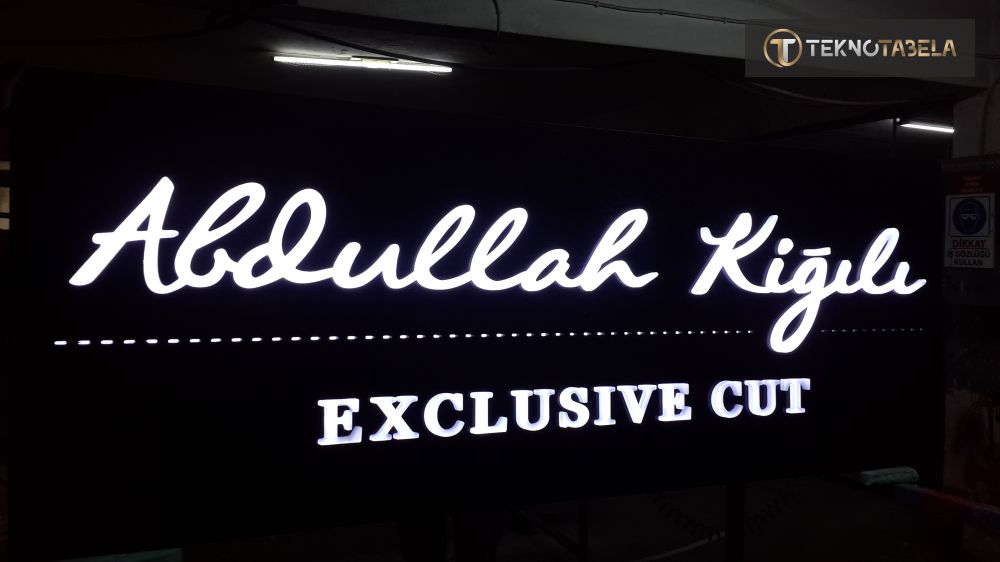 TEKNOTABELA
Abdullah Kiğılı
EXCLUSIVE CUT
DİKKAT
İŞ GÖZLÜĞÜ
KULLAN